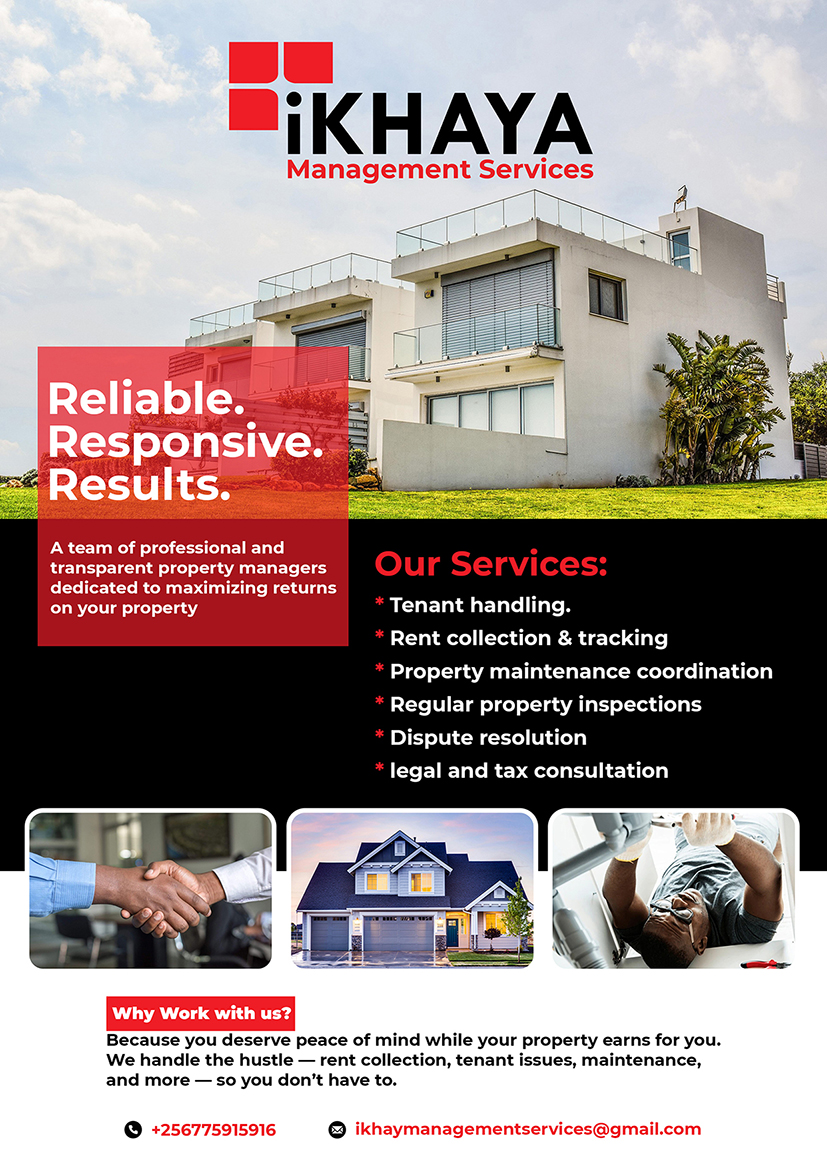 iKHAYA
Management Services
Reliable.
Responsive.
Results.
A team of professional and
transparent property managers
dedicated to maximizing returns
on your property
Our Services:
* Tenant handling.
* Rent collection & tracking
* Property maintenance coordination
* Regular property inspections
* Dispute resolution
* legal and tax consultation
Why Work with us?
Because you deserve peace of mind while your property earns for you.
We handle the hustle — rent collection, tenant issues, maintenance,
and more — so you don’t have to.
+256775915916
ikhaymanagementservices@gmail.com